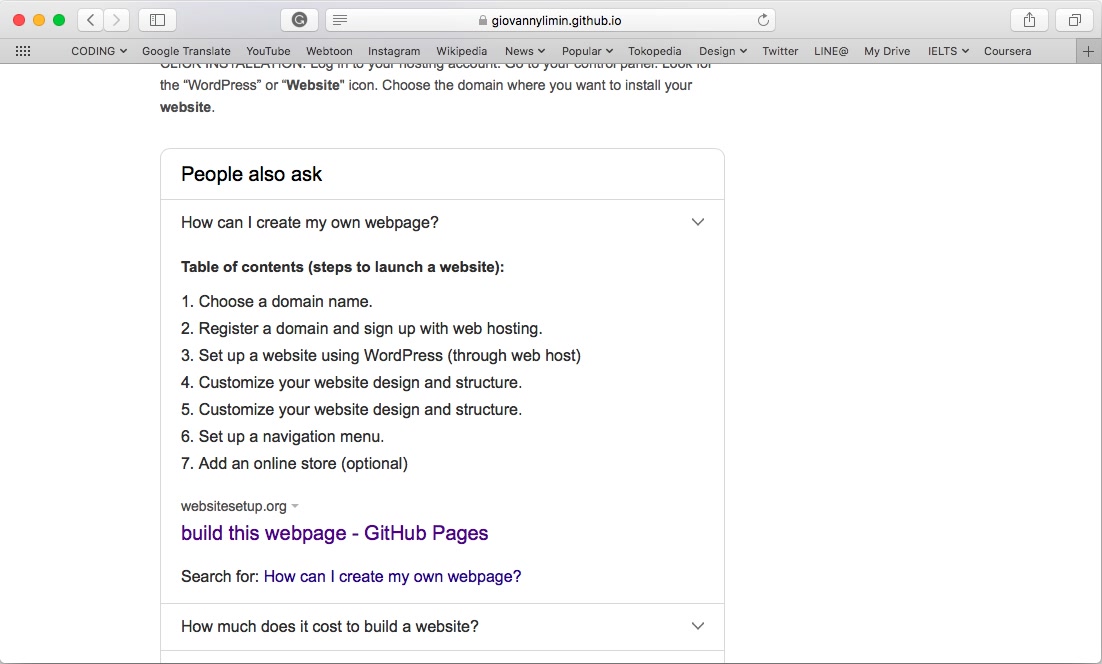 giovannylimin.github.io
CODING Google Translate YouTube Webtoon Instagram Wikipedia News Popular Tokopedia Design Twitter LINE@ My Drive IELTS Coursera
CLICK INSTALLATION. Log in to your hosting account. Go to your control panel. Look for
the “WordPress” or “Website" icon. Choose the domain where you want to install your
website.
People also ask
How can I create my own webpage?
Table of contents (steps to launch a website):
1. Choose a domain name.
2. Register a domain and sign up with web hosting.
3. Set up a website using WordPress (through web host)
4. Customize your website design and structure.
5. Customize your website design and structure.
6. Set up a navigation menu.
7. Add an online store (optional)
websitesetup.org
build this webpage - GitHub Pages
Search for: How can I create my own webpage?
How much does it cost to build a website?